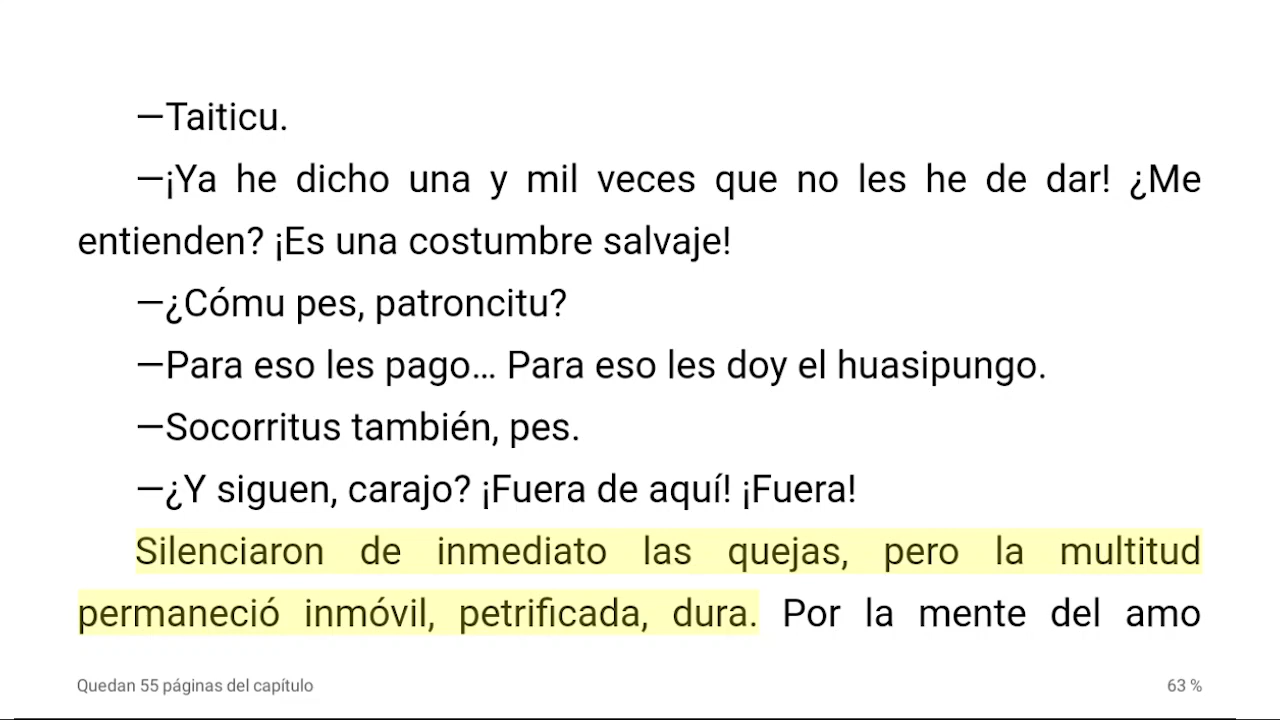 —Taiticu.
—¡Ya he dicho una y mil veces que no les he de dar! ¿Me
entienden? ¡Es una costumbre salvaje!
—¿Cómu pes, patroncitu?
—Para eso les pago... Para eso les doy el huasipungo.
—Socorritus también, pes.
—¿Y siguen, carajo? ¡Fuera de aquí! ¡Fuera!
Silenciaron de inmediato las quejas, pero la multitud
permaneció inmóvil, petrificada, dura. Por la mente del amo
Quedan 55 páginas del capítulo
63 %